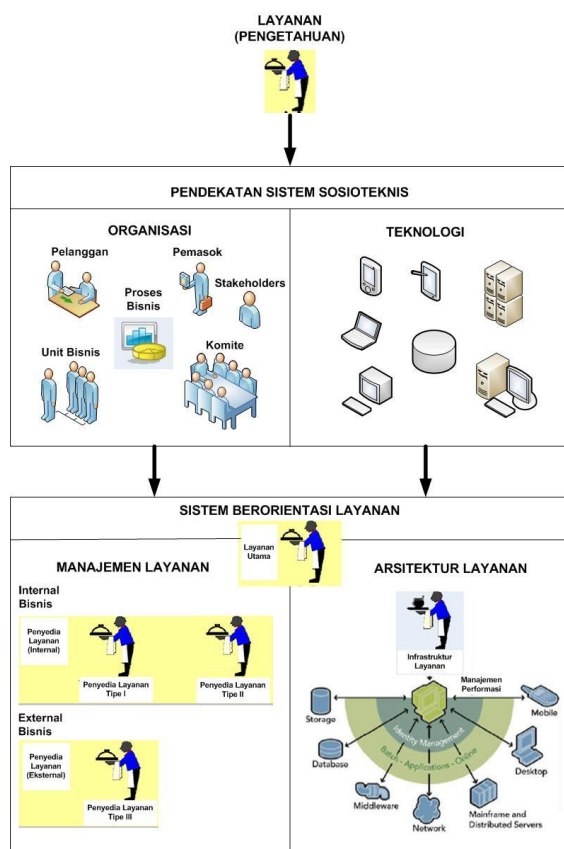 LAYANAN
(PENGETAHUAN)
PENDEKATAN SISTEM SOSIOTEKNIS
ORGANISASI
Pelanggan
Pemasok
Stakeholders
Proses
Bisnis
Unit Bisnis
Komite
TEKNOLOGI
SISTEM BERORIENTASI LAYANAN
Layanan
Utama
MANAJEMEN LAYANAN
Internal
Bisnis
Penyedia
Layanan
(Internal)
Penyedia Layanan
Tipe I
Penyedia Layanan
Tipe II
External
Bisnis
Penyedia
Layanan
(Eksternal)
Penyedia Layanan
Tipe III
ARSITEKTUR LAYANAN
Infrastruktur
Layanan
Manajemen
Performasi
Storage
Mobile
Identity Management
Batch - Applications - Online
Database
Desktop
Middleware
Network
Mainframe and
Distributed Servers